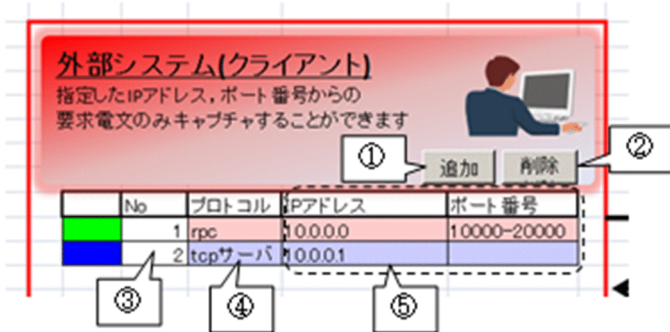 外部システム(クライアント)
指定したIPアドレス，ポート番号からの
要求電文のみキャプチャすることができます
① 追加 削除 ②
No プロトコル IPアドレス ポート番号
1 rpc 10.0.0.0 10000-20000
2 tcpサーバ 10.0.0.1
③ ④ ⑤